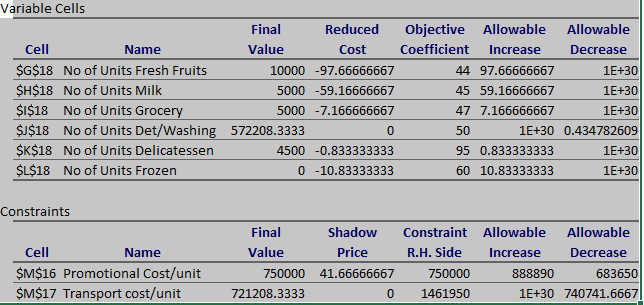 Variable Cells
Final Reduced Objective Allowable Allowable
Cell Name Value Cost Coefficient Increase Decrease
$G$18 No of Units Fresh Fruits 10000 -97.66666667 44 97.66666667 1E+30
$H$18 No of Units Milk 5000 -59.16666667 45 59.16666667 1E+30
$I$18 No of Units Grocery 5000 -7.166666667 47 7.166666667 1E+30
$J$18 No of Units Det/Washing 572208.3333 0 50 1E+30 0.434782609
$K$18 No of Units Delicatessen 4500 -0.833333333 95 0.833333333 1E+30
$L$18 No of Units Frozen 0 -10.83333333 60 10.83333333 1E+30
Constraints
Final Shadow Constraint Allowable Allowable
Cell Name Value Price R.H. Side Increase Decrease
$M$16 Promotional Cost/unit 750000 41.66666667 750000 888890 683650
$M$17 Transport cost/unit 721208.3333 0 1461950 1E+30 740741.6667